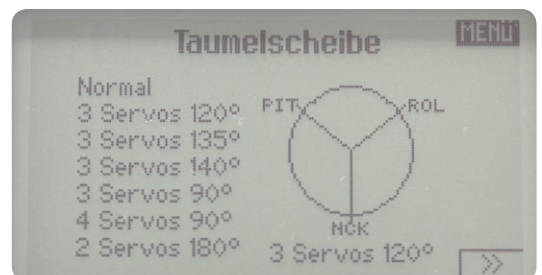 Taumelscheibe
MENÜ
Normal
3 Servos 120°
3 Servos 135°
3 Servos 140°
3 Servos 90°
4 Servos 90°
2 Servos 180°
PIT
ROL
NCK
3 Servos 120°
>>